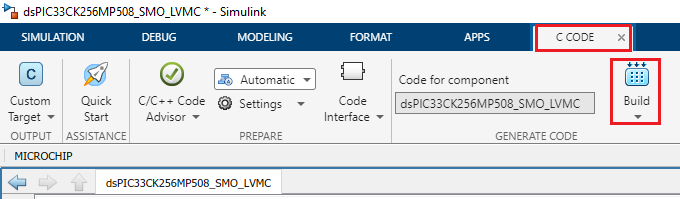 dsPIC33CK256MP508_SMO_LVMC * - Simulink
SIMULATION DEBUG MODELING FORMAT APPS C CODE
C
Custom Target
Quick Start
C/C++ Code Advisor
Automatic
Settings
Code Interface
Code for component
dsPIC33CK256MP508_SMO_LVMC
Build
OUTPUT ASSISTANCE PREPARE GENERATE CODE
MICROCHIP
dsPIC33CK256MP508_SMO_LVMC